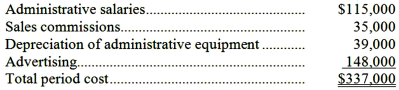 Administrative salaries........................................... $115,000
Sales commissions.................................................. 35,000
Depreciation of administrative equipment ............ 39,000
Advertising............................................................. 148,000
Total period cost.................................................... $337,000